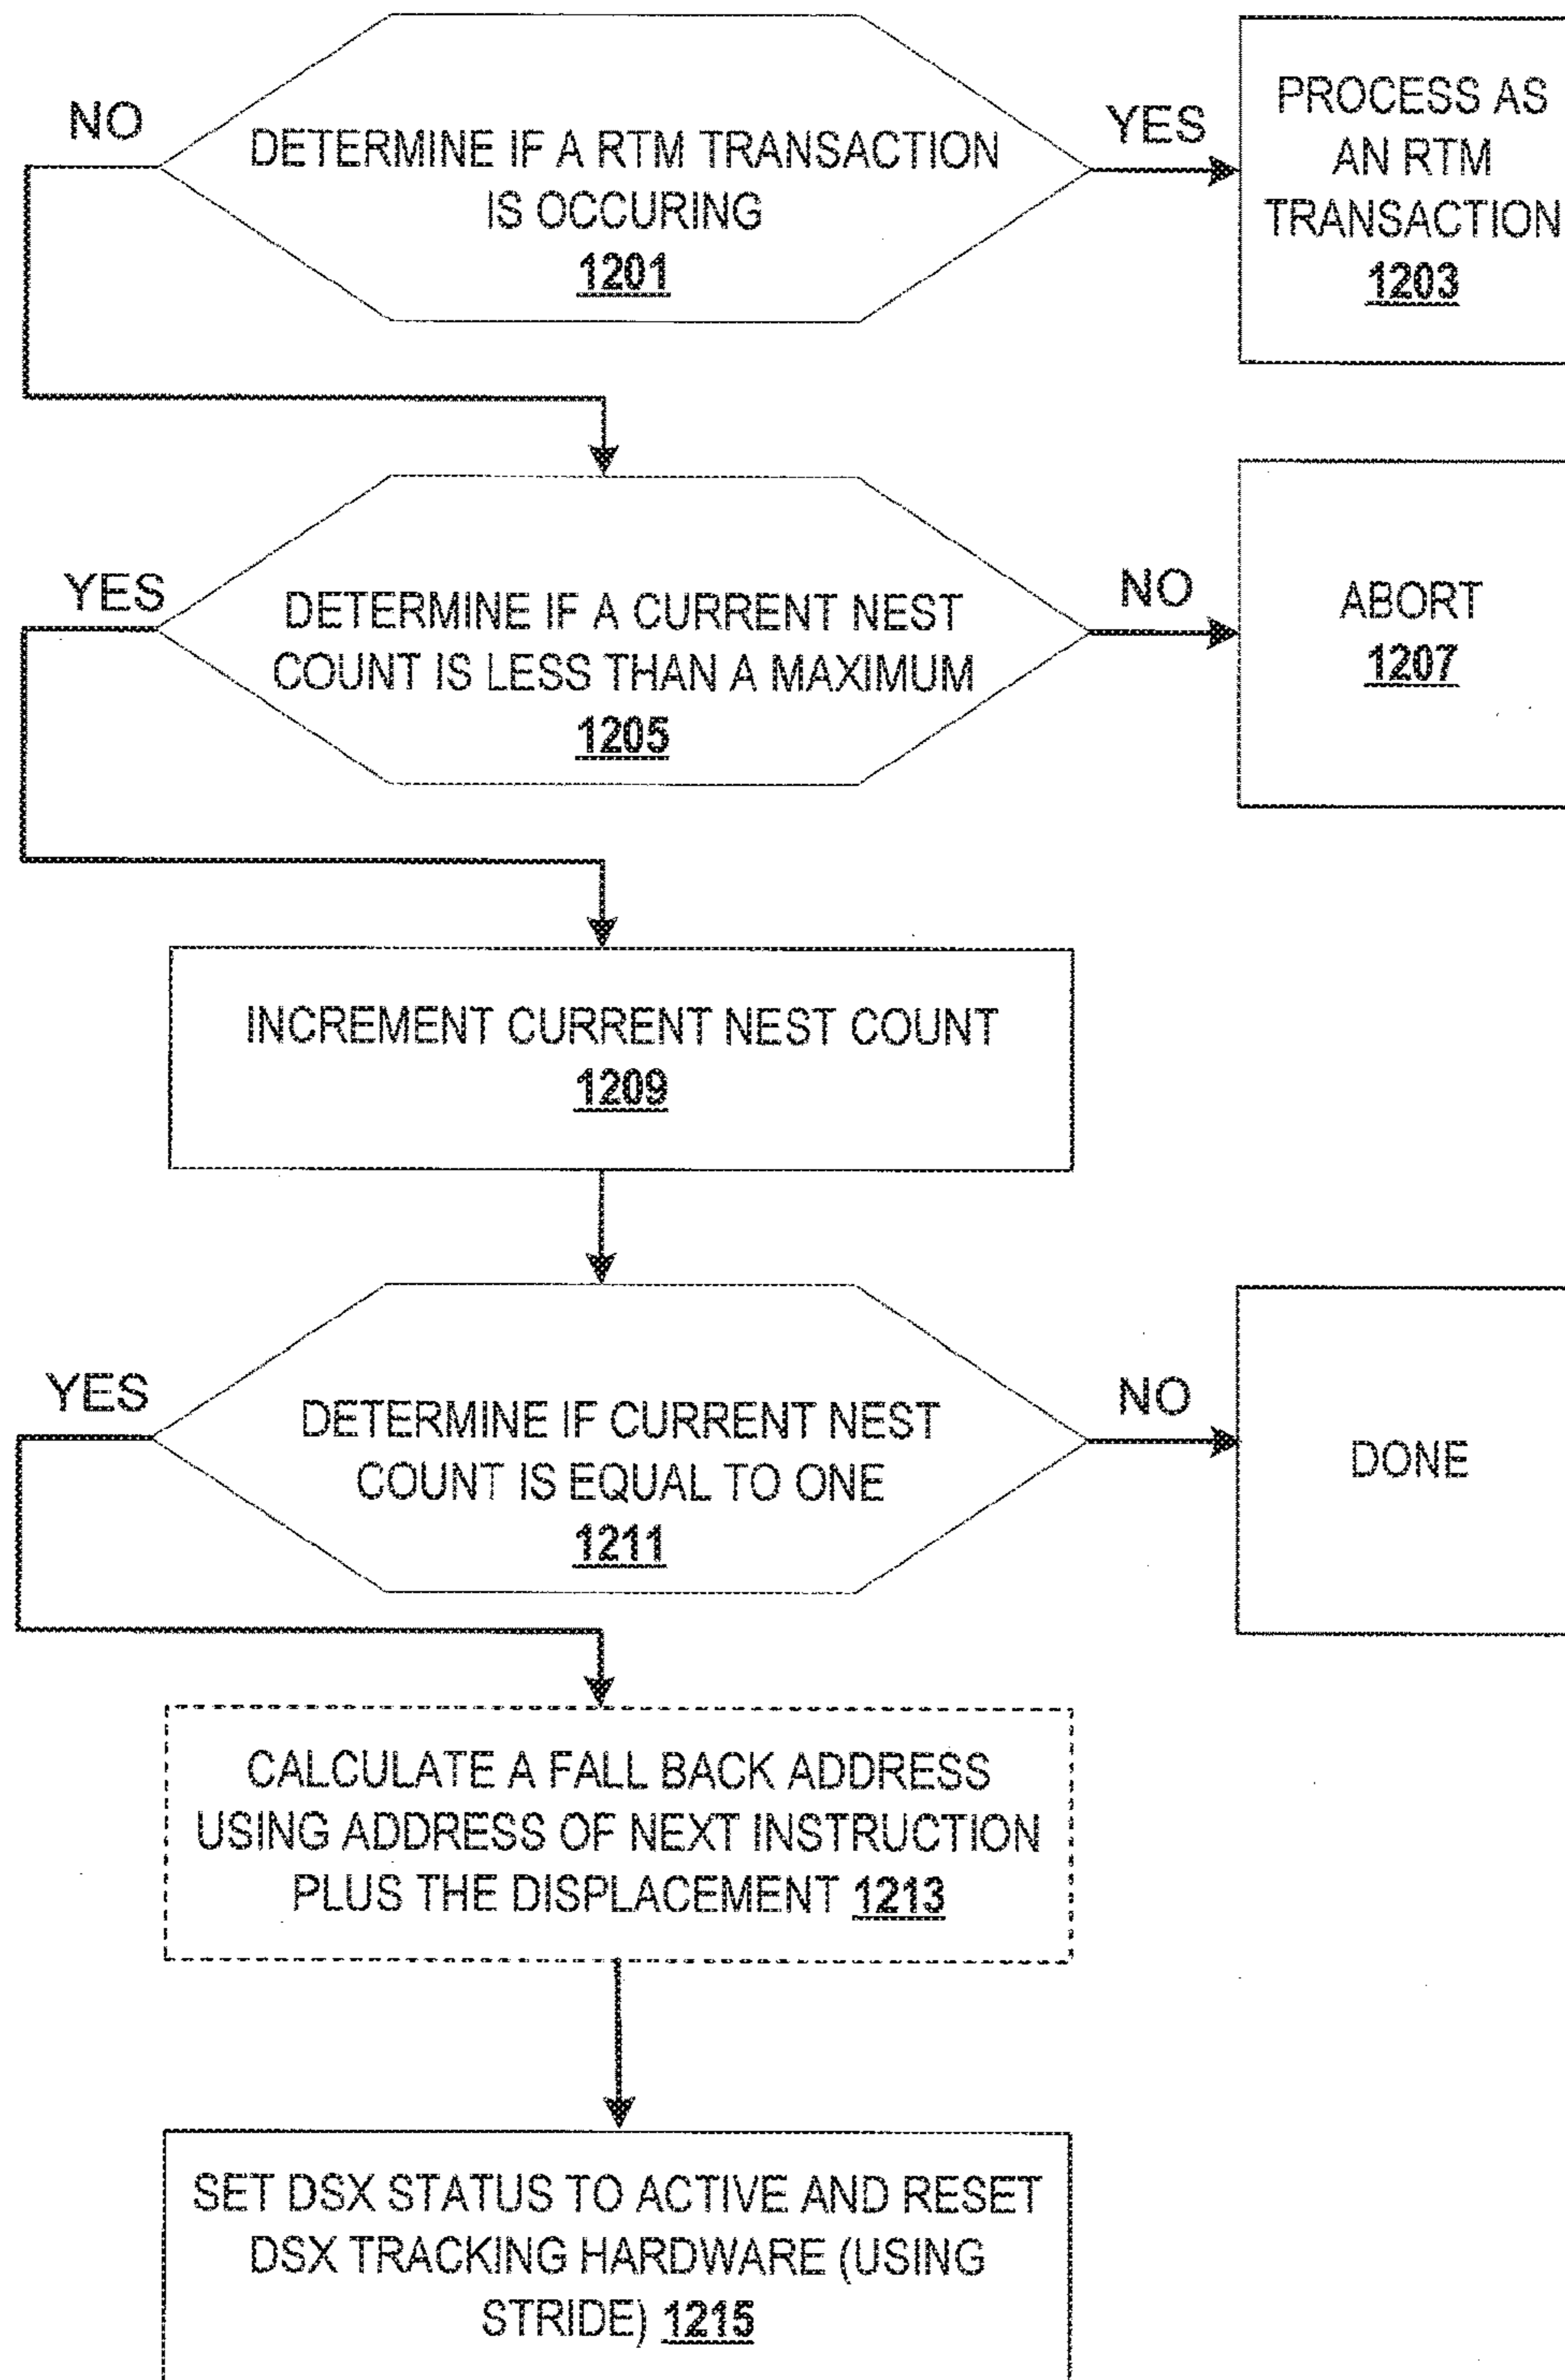 NO
DETERMINE IF A RTM TRANSACTION
IS OCCURING
1201
YES
PROCESS AS
AN RTM
TRANSACTION
1203
YES
DETERMINE IF A CURRENT NEST
COUNT IS LESS THAN A MAXIMUM
1205
NO
ABORT
1207
INCREMENT CURRENT NEST COUNT
1209
YES
DETERMINE IF CURRENT NEST
COUNT IS EQUAL TO ONE
1211
NO
DONE
CALCULATE A FALL BACK ADDRESS
USING ADDRESS OF NEXT INSTRUCTION
PLUS THE DISPLACEMENT 1213
SET DSX STATUS TO ACTIVE AND RESET
DSX TRACKING HARDWARE (USING
STRIDE) 1215